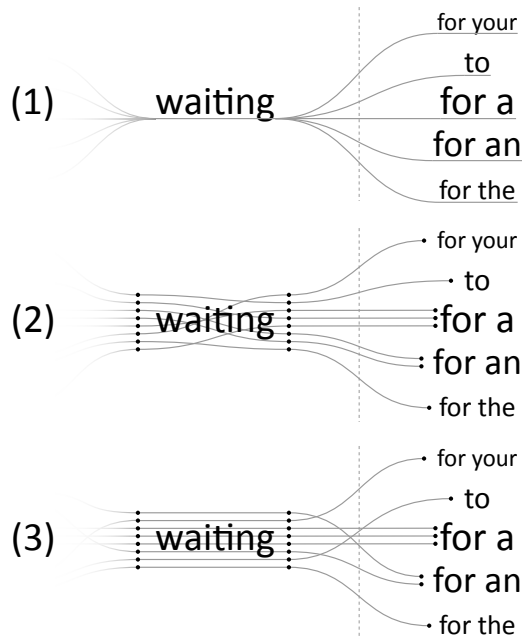 for your
to
(1) waiting for a
for an
for the
for your
to
(2) waiting for a
for an
for the
for your
to
(3) waiting for a
for an
for the